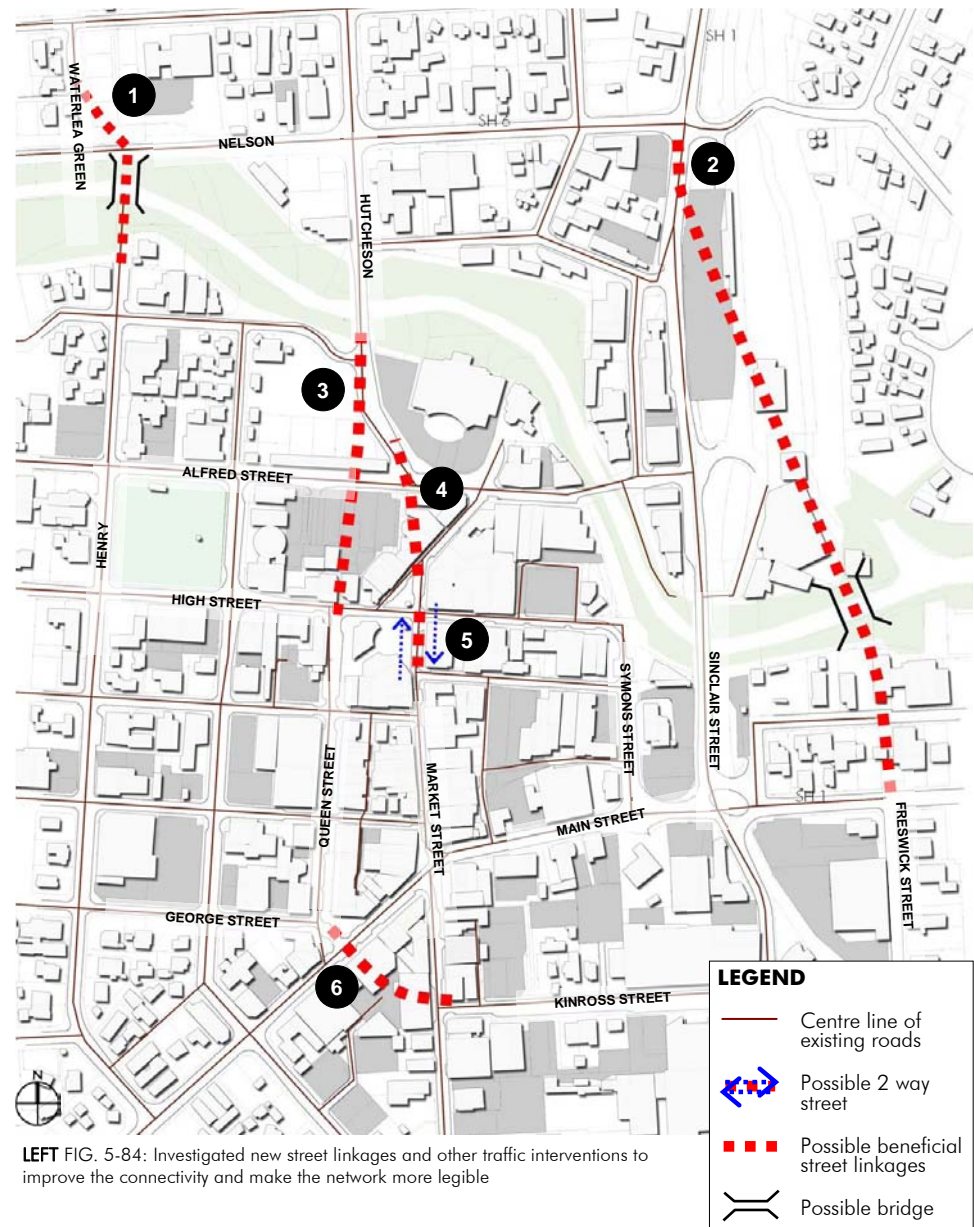 SH 1
1
WATERLEA GREEN
NELSON
SH 6
2
HUTCHESON
3
ALFRED STREET
4
HENRY
HIGH STREET
5
SYMONS STREET
SINCLAIR STREET
QUEEN STREET
MARKET STREET
MAIN STREET
SH 1
FRESWICK STREET
GEORGE STREET
6
KINROSS STREET
N
LEGEND
Centre line of
existing roads
Possible 2 way
street
Possible beneficial
street linkages
Possible bridge
LEFT FIG. 5-84: Investigated new street linkages and other traffic interventions to
improve the connectivity and make the network more legible